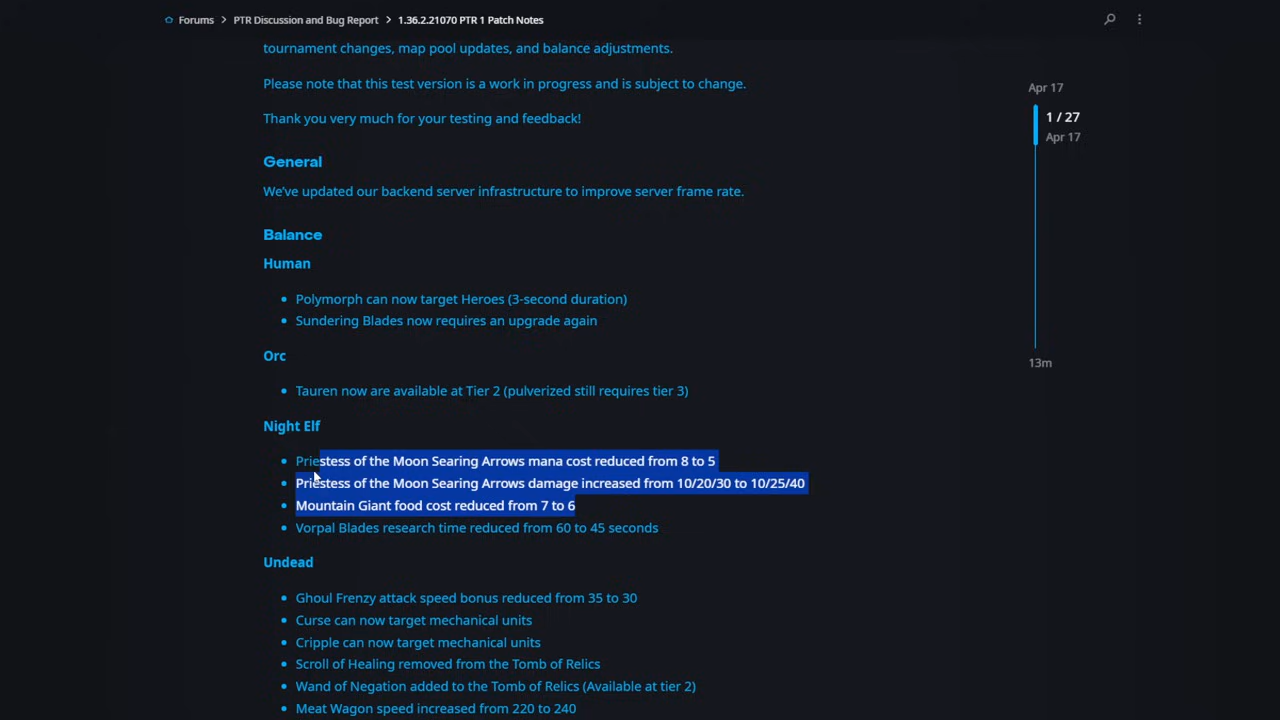 Forums > PTR Discussion and Bug Report > 1.36.2.21070 PTR 1 Patch Notes
tournament changes, map pool updates, and balance adjustments.
Please note that this test version is a work in progress and is subject to change.
Thank you very much for your testing and feedback!
General
We've updated our backend server infrastructure to improve server frame rate.
Balance
Human
Polymorph can now target Heroes (3-second duration)
Sundering Blades now requires an upgrade again
Orc
Tauren now are available at Tier 2 (pulverized still requires tier 3)
Night Elf
Priestess of the Moon Searing Arrows mana cost reduced from 8 to 5
Priestess of the Moon Searing Arrows damage increased from 10/20/30 to 10/25/40
Mountain Giant food cost reduced from 7 to 6
Vorpal Blades research time reduced from 60 to 45 seconds
Undead
Ghoul Frenzy attack speed bonus reduced from 35 to 30
Curse can now target mechanical units
Cripple can now target mechanical units
Scroll of Healing removed from the Tomb of Relics
Wand of Negation added to the Tomb of Relics (Available at tier 2)
Meat Wagon speed increased from 220 to 240
Apr 17
1 / 27
Apr 17
13m